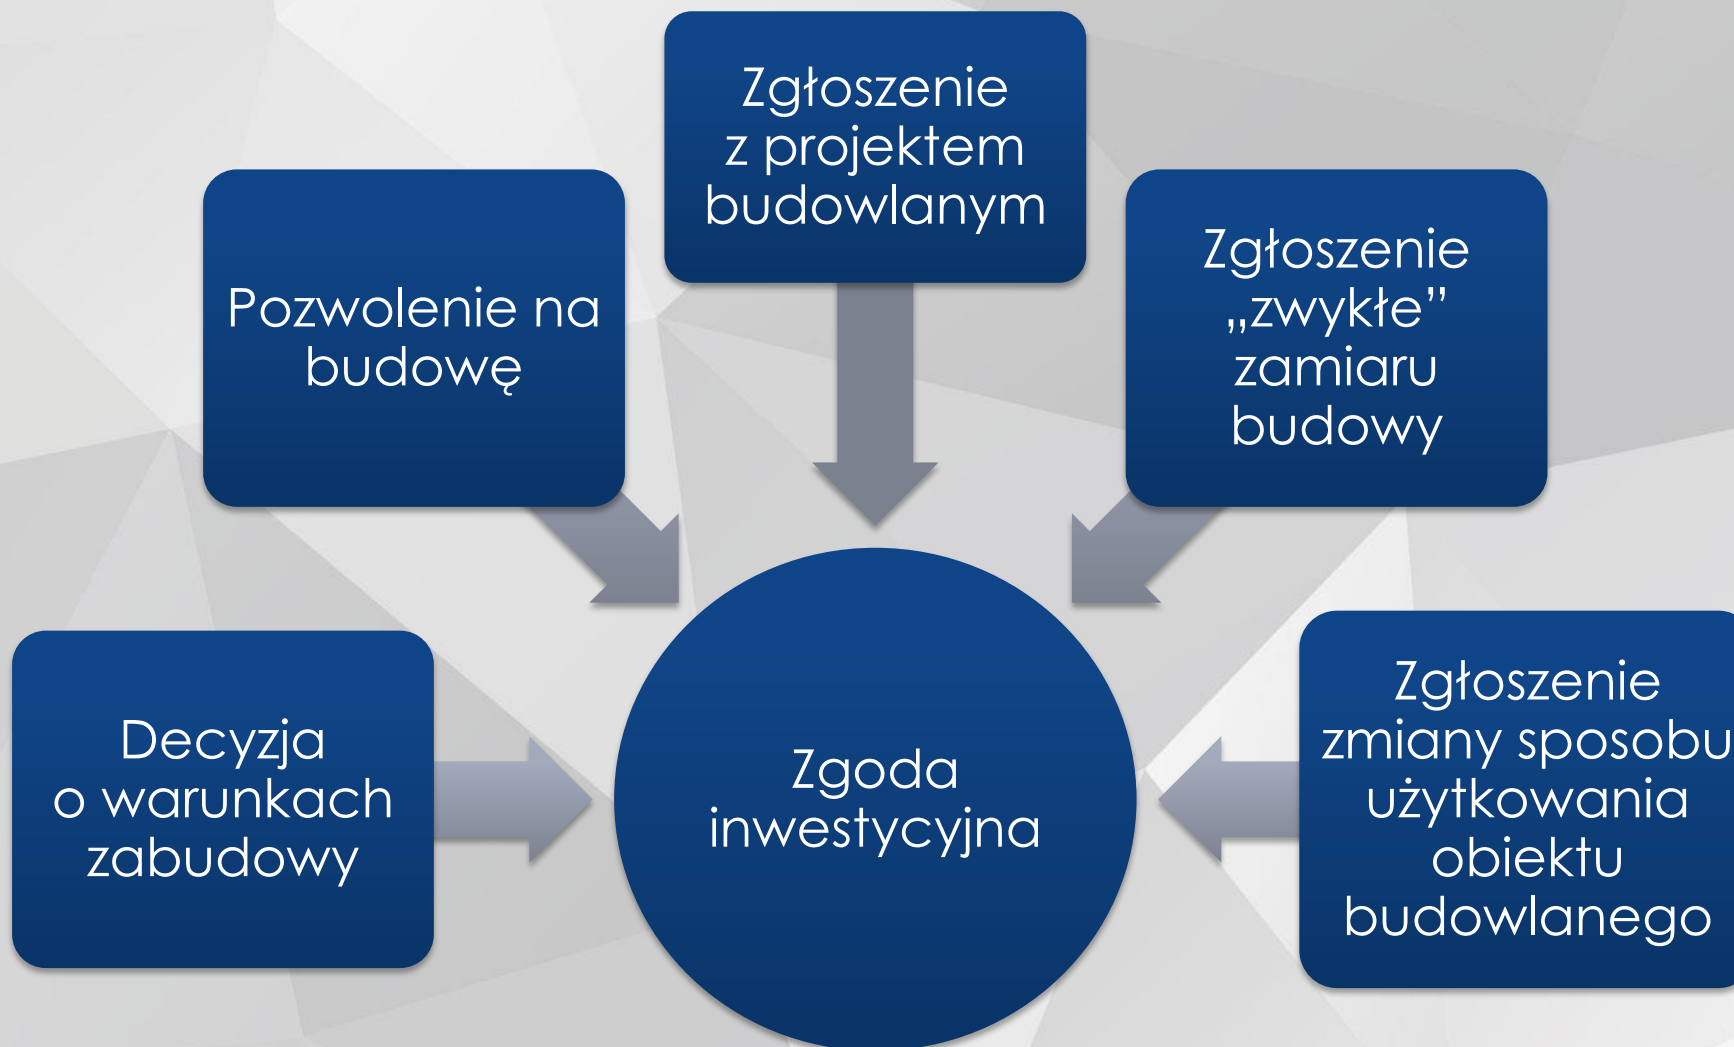 Zgłoszenie
z projektem
budowlanym
Pozwolenie na
budowę
Zgłoszenie
„zwykłe”
zamiaru
budowy
Decyzja
o warunkach
zabudowy
Zgoda
inwestycyjna
Zgłoszenie
zmiany sposobu
użytkowania
obiektu
budowlanego